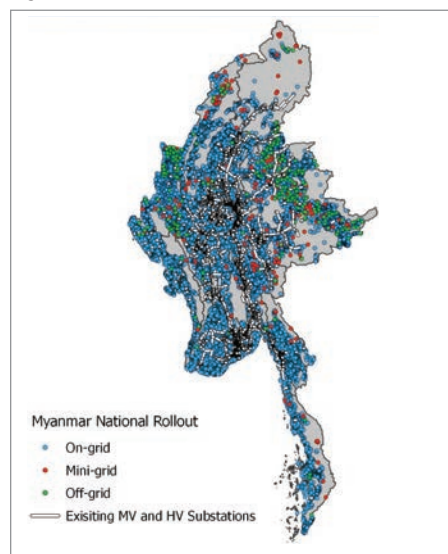 Myanmar National Rollout
On-grid
Mini-grid
Off-grid
Exisiting MV and HV Substations